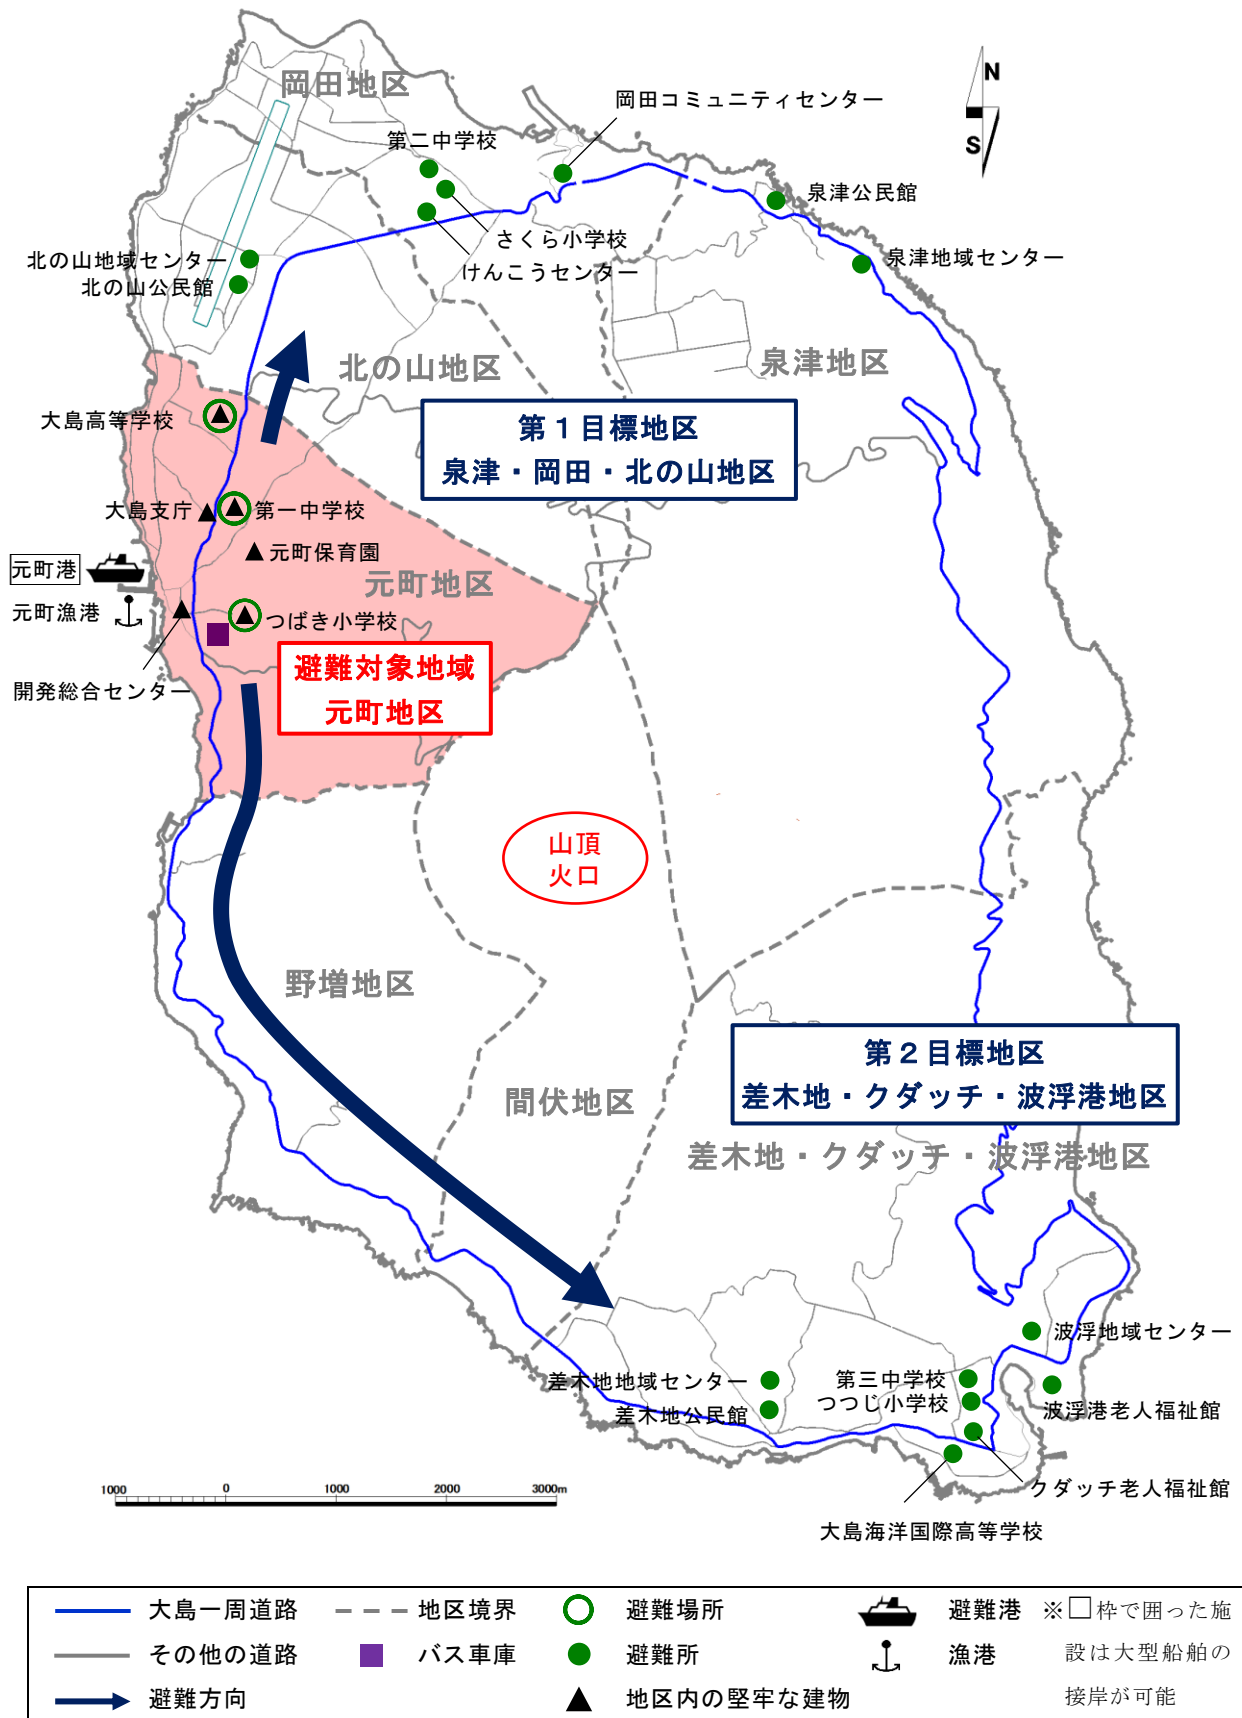 岡田地区
N
S
岡田コミュニティセンター
第二中学校
泉津公民館
さくら小学校
けんこうセンター
泉津地域センター
北の山地域センター
北の山公民館
北の山地区
泉津地区
大島高等学校
第１目標地区
泉津・岡田・北の山地区
大島支庁
第一中学校
元町保育園
元町港
元町地区
元町漁港
つばき小学校
避難対象地域
元町地区
開発総合センター
山頂
火口
野増地区
第２目標地区
差木地・クダッチ・波浮港地区
間伏地区
差木地・クダッチ・波浮港地区
波浮地域センター
差木地地域センター
第三中学校
つつじ小学校
差木地公民館
波浮港老人福祉館
クダッチ老人福祉館
大島海洋国際高等学校
1000 0 1000 2000 3000m
大島一周道路 地区境界 避難場所 避難港 ※□枠で囲った施
その他の道路 バス車庫 避難所 漁港 設は大型船舶の
避難方向 地区内の堅牢な建物 接岸が可能